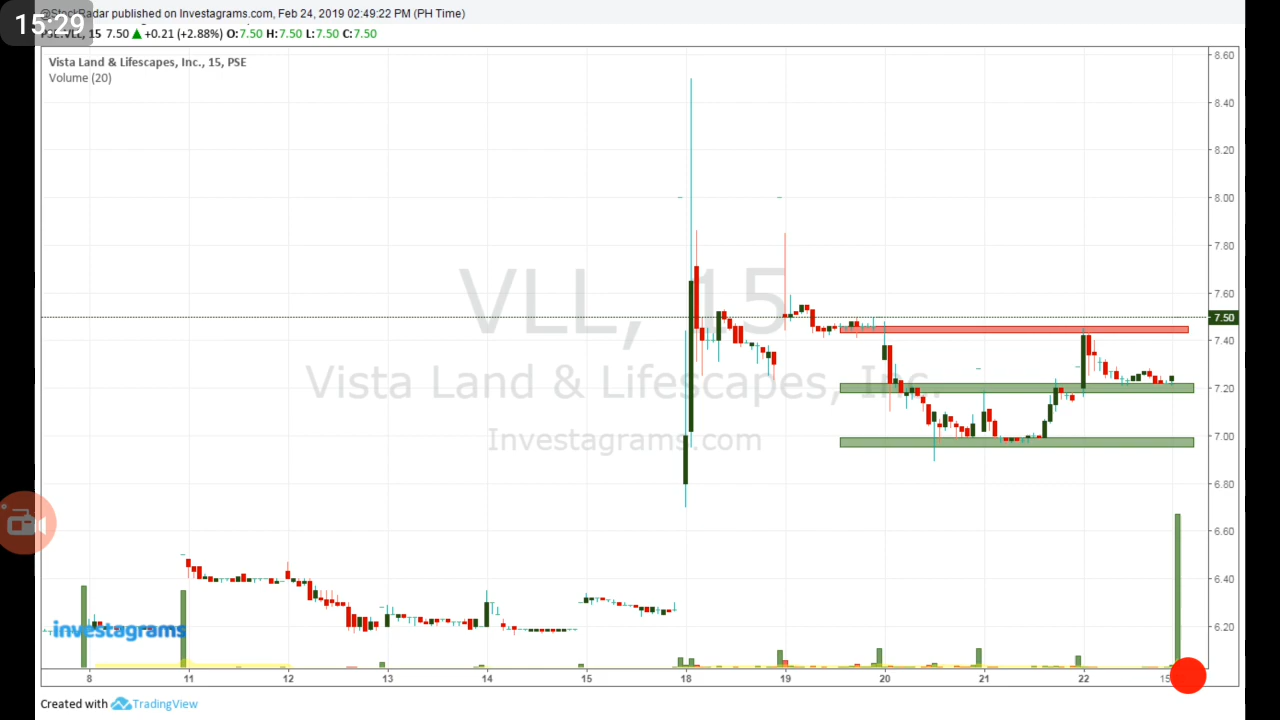 15:29
@StockRadar published on Investagrams.com, Feb 24, 2019 02:49:22 PM (PH Time)
PSE:VLL, 15 7.50 ▲ +0.21 (+2.88%) O:7.50 H:7.50 L:7.50 C:7.50
Vista Land & Lifescapes, Inc., 15, PSE
Volume (20)
8.60
8.40
8.20
8.00
7.80
7.60
7.50
7.40
7.20
7.00
6.80
6.60
6.40
6.20
VLL, 15
Vista Land & Lifescapes, Inc.
Investagrams.com
investagrams
8 11 12 13 14 15 18 19 20 21 22
Created with TradingView